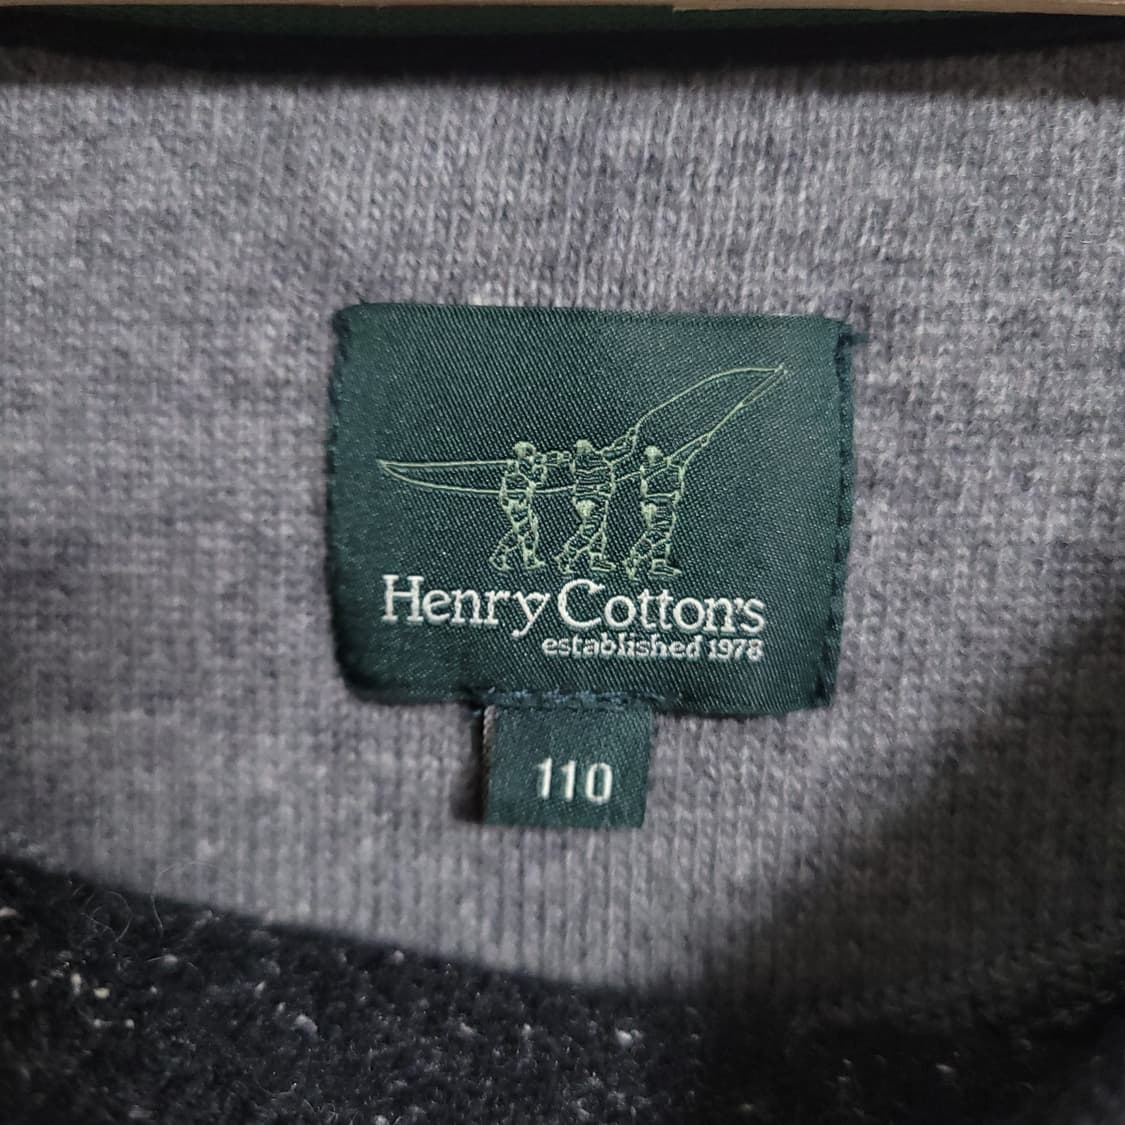 Henry Cotton's
established 1978
110